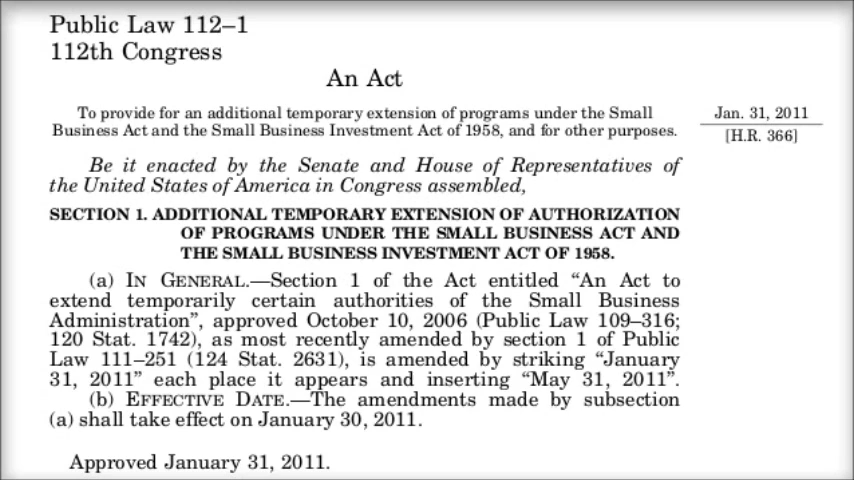 Public Law 112–1
112th Congress
An Act
To provide for an additional temporary extension of programs under the Small
Business Act and the Small Business Investment Act of 1958, and for other purposes.
Jan. 31, 2011
[H.R. 366]
Be it enacted by the Senate and House of Representatives of
the United States of America in Congress assembled,
SECTION 1. ADDITIONAL TEMPORARY EXTENSION OF AUTHORIZATION
OF PROGRAMS UNDER THE SMALL BUSINESS ACT AND
THE SMALL BUSINESS INVESTMENT ACT OF 1958.
(a) IN GENERAL.—Section 1 of the Act entitled “An Act to
extend temporarily certain authorities of the Small Business
Administration”, approved October 10, 2006 (Public Law 109–316;
120 Stat. 1742), as most recently amended by section 1 of Public
Law 111–251 (124 Stat. 2631), is amended by striking “January
31, 2011” each place it appears and inserting “May 31, 2011”.
(b) EFFECTIVE DATE.—The amendments made by subsection
(a) shall take effect on January 30, 2011.
Approved January 31, 2011.